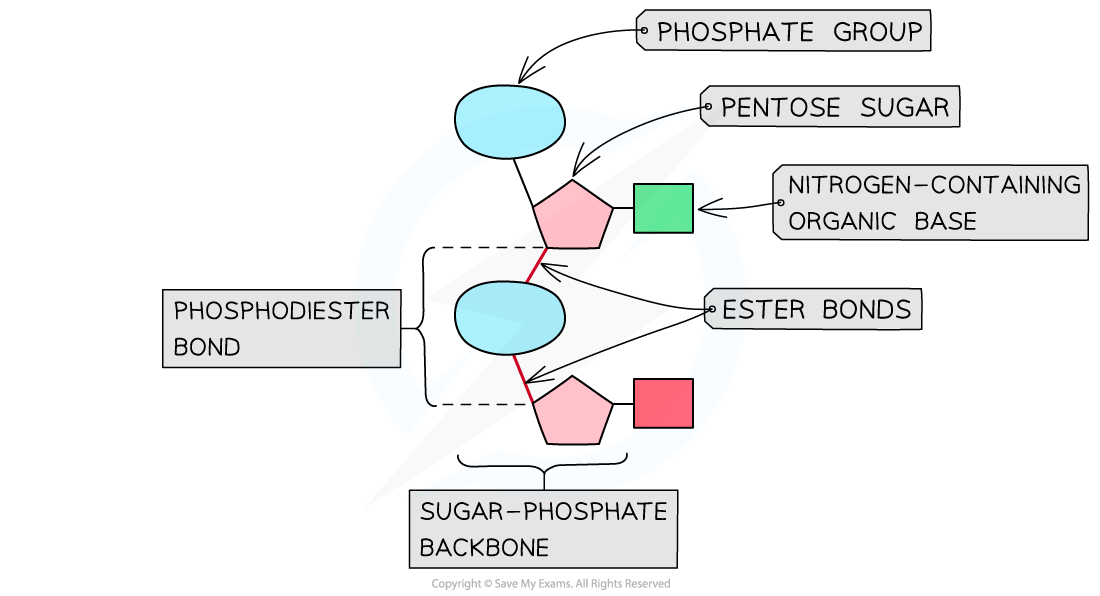 PHOSPHATE GROUP
PENTOSE SUGAR
NITROGEN-CONTAINING
ORGANIC BASE
ESTER BONDS
PHOSPHODIESTER
BOND
SUGAR-PHOSPHATE
BACKBONE
Copyright © Save My Exams. All Rights Reserved